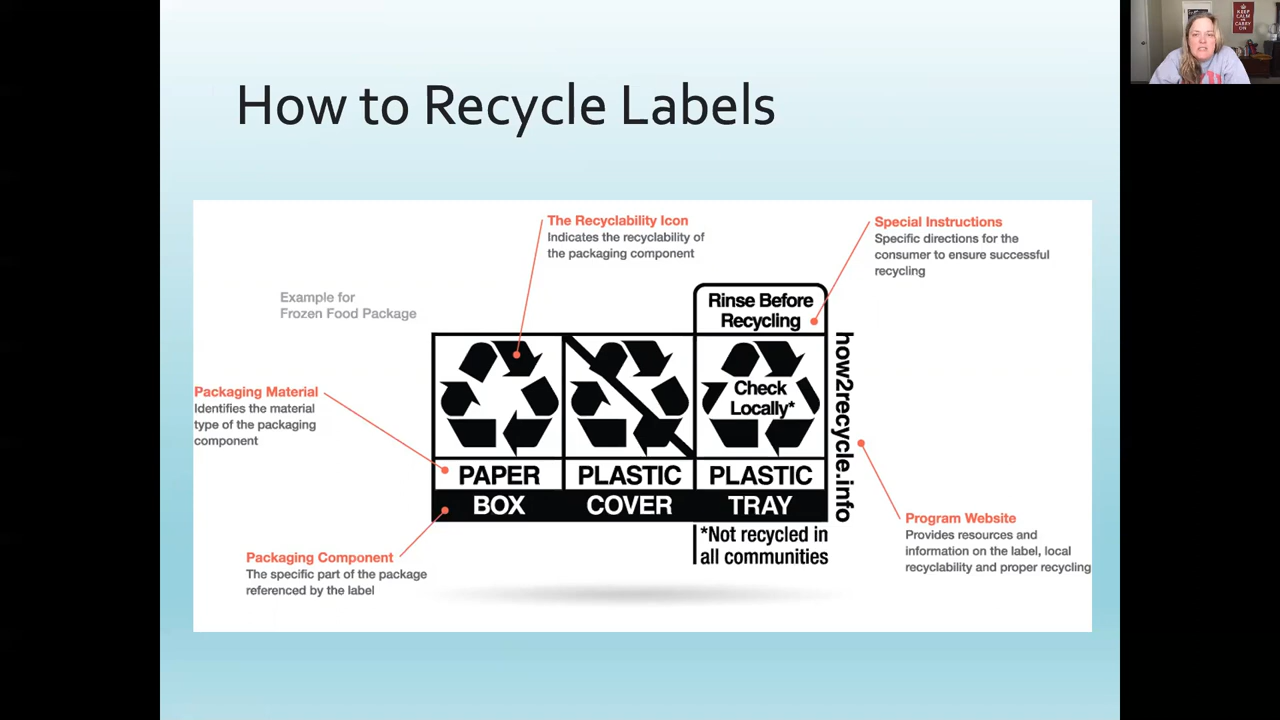 KEEP
CALM
CARRY
ON
How to Recycle Labels
The Recyclability Icon
Indicates the recyclability of
the packaging component
Special Instructions
Specific directions for the
consumer to ensure successful
recycling
Example for
Frozen Food Package
Rinse Before
Recycling
Packaging Material
Identifies the material
type of the packaging
component
Check
Locally*
PAPER
BOX
PLASTIC
COVER
PLASTIC
TRAY
how2recycle.info
*Not recycled in
all communities
Packaging Component
The specific part of the package
referenced by the label
Program Website
Provides resources and
information on the label, local
recyclability and proper recycling